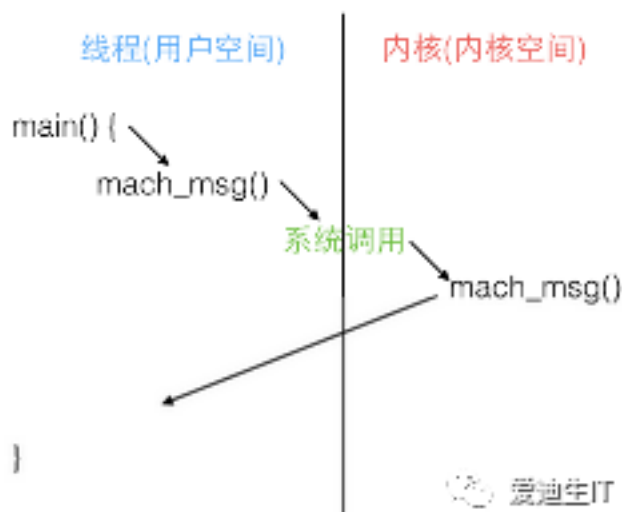 线程(用户空间)
内核(内核空间)
main() {
mach_msg()
系统调用
mach_msg()
}
爱迪生IT